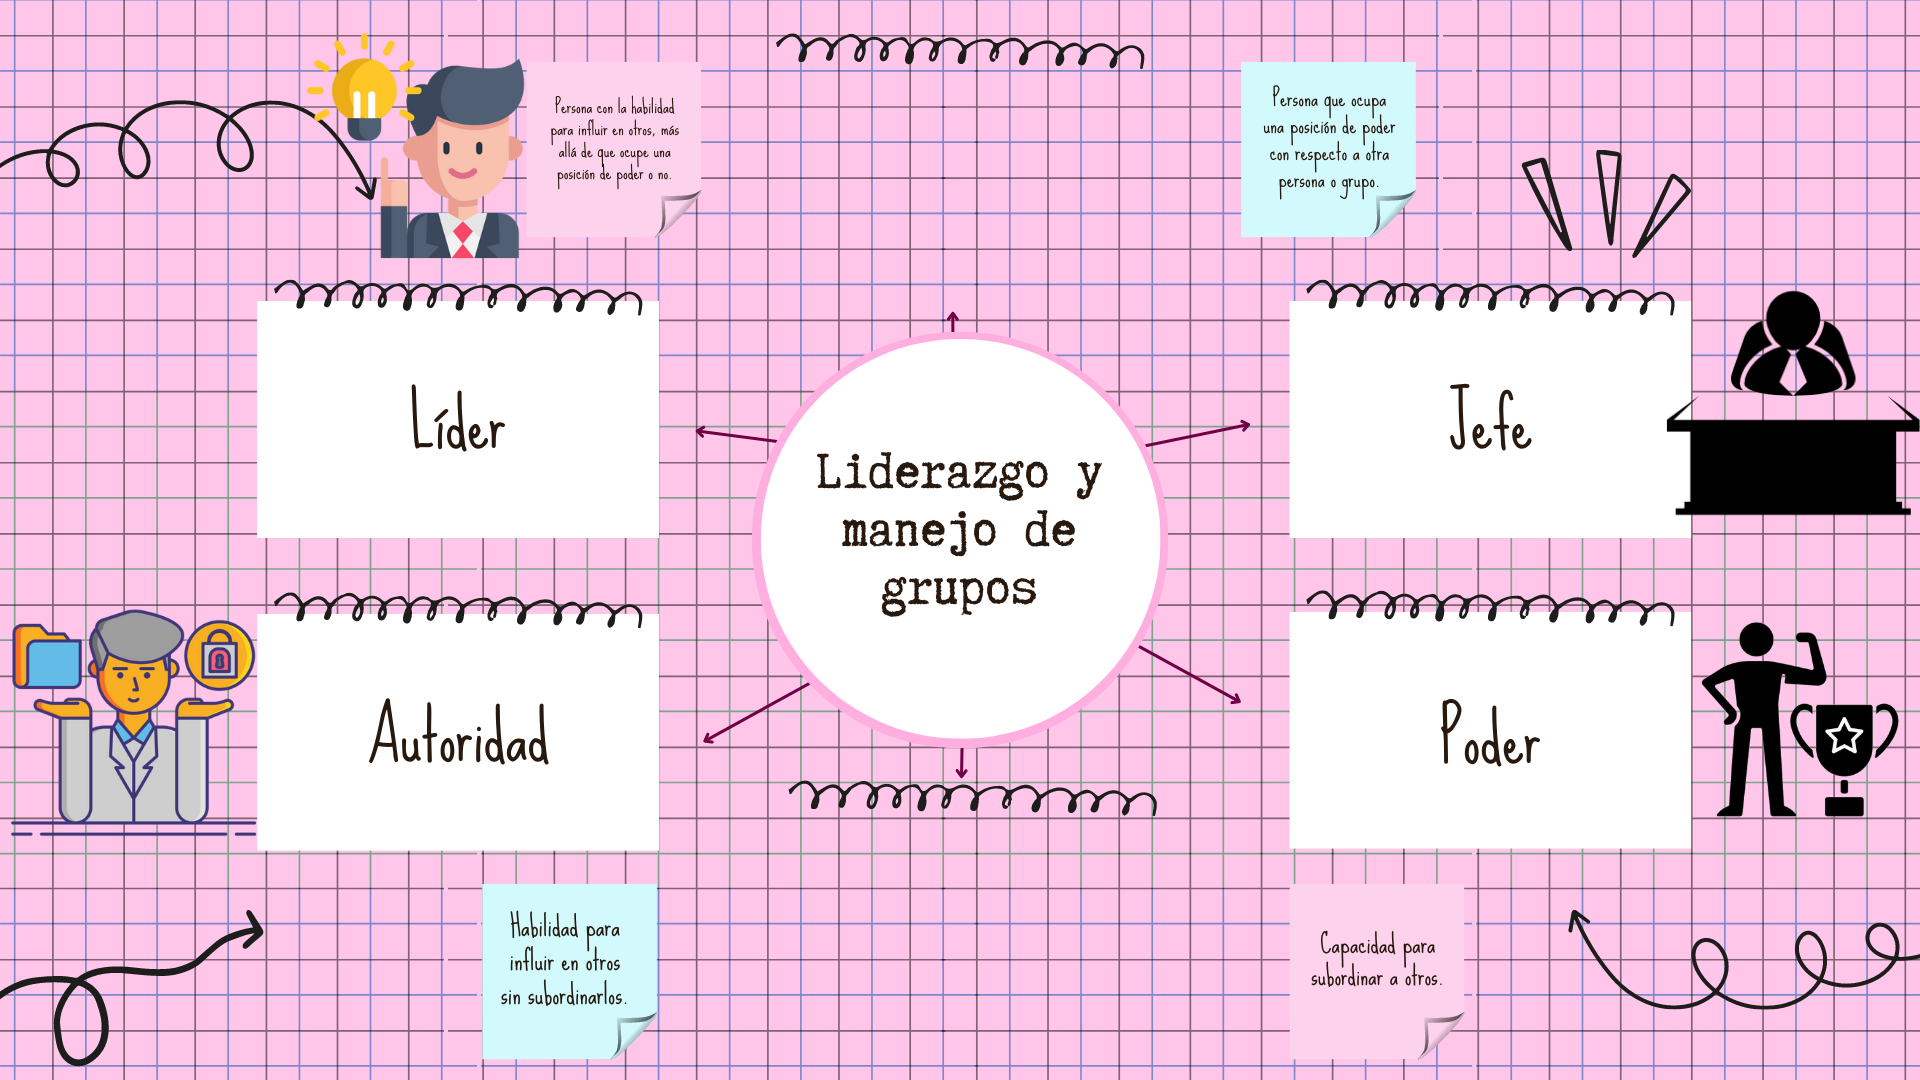 Persona con la habilidad
para influir en otros, más
allá de que ocupe una
posición de poder o no.
Persona que ocupa
una posición de poder
con respecto a otra
persona o grupo.
Líder
Jefe
Liderazgo y
manejo de
grupos
Autoridad
Poder
Habilidad para
influir en otros
sin subordinarlos.
Capacidad para
subordinar a otros.